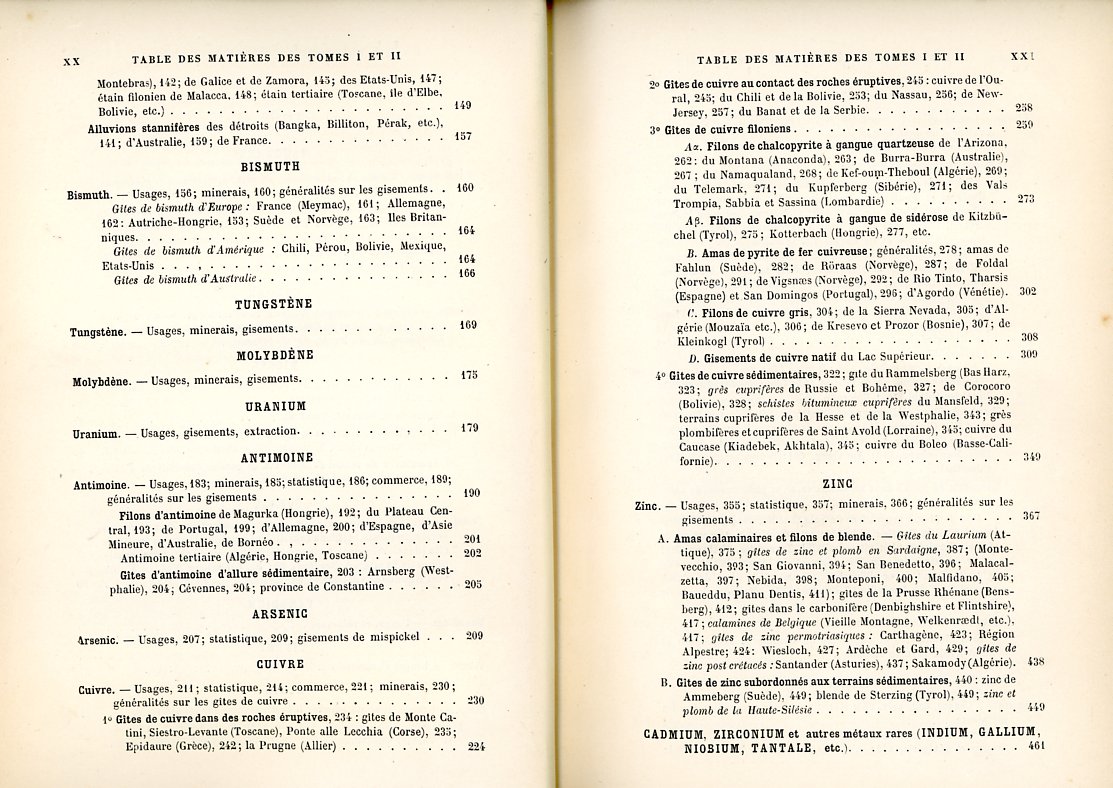 XX TABLE DES MATIÈRES DES TOMES I ET II
Montebras), 142; de Galice et de Zamora, 145; des Etats-Unis, 147;
étain filonien de Malacca, 148; étain tertiaire (Toscane, île d'Elbe,
Bolivie, etc.) . . . . . . . . . . . . . . . . . . . 149
Alluvions stannifères des détroits (Bangka, Billiton, Pérak, etc.),
141; d'Australie, 159; de France. . . . . . . . . . . . . . 157
BISMUTH
Bismuth. — Usages, 156; minerais, 160; généralités sur les gisements. . 160
Gîtes de bismuth d'Europe : France (Meymac), 161; Allemagne,
162: Autriche-Hongrie, 153; Suède et Norvège, 163; Iles Britan-
niques. . . . . . . . . . . . . . . . . . . . . 164
Gîtes de bismuth d'Amérique : Chili, Pérou, Bolivie, Mexique,
Etats-Unis . . . . . . . . . . . . . . . . . . . 164
Gîtes de bismuth d'Australie. . . . . . . . . . . . . . 166
TUNGSTÈNE
Tungstène. — Usages, minerais, gisements. . . . . . . . . . . 169
MOLYBDÈNE
Molybdène. — Usages, minerais, gisements. . . . . . . . . . . 175
URANIUM
Uranium. — Usages, gisements, extraction. . . . . . . . . . . 179
ANTIMOINE
Antimoine. — Usages, 183; minerais, 185; statistique, 186; commerce, 189;
généralités sur les gisements . . . . . . . . . . . . . . 190
Filons d'antimoine de Magurka (Hongrie), 192; du Plateau Cen-
tral, 193; de Portugal, 199; d'Allemagne, 200; d'Espagne, d'Asie
Mineure, d'Australie, de Bornéo . . . . . . . . . . . . . 201
Antimoine tertiaire (Algérie, Hongrie, Toscane) . . . . . . . 202
Gîtes d'antimoine d'allure sédimentaire, 203 : Arnsberg (West-
phalie), 204; Cévennes, 204; province de Constantine . . . . . . 205
ARSENIC
Arsenic. — Usages, 207; statistique, 209; gisements de mispickel . . . 209
CUIVRE
Cuivre. — Usages, 211; statistique, 214; commerce, 221; minerais, 230;
généralités sur les gîtes de cuivre . . . . . . . . . . . . . 230
1º Gîtes de cuivre dans des roches éruptives, 234 : gîtes de Monte Ca-
tini, Siestro-Levante (Toscane), Ponte alle Lecchia (Corse), 235;
Epidaure (Grèce), 242; la Prugne (Allier) . . . . . . . . . . 224
TABLE DES MATIÈRES DES TOMES I ET II XXI
2º Gîtes de cuivre au contact des roches éruptives, 245 : cuivre de l'Ou-
ral, 245; du Chili et de la Bolivie, 253; du Nassau, 256; de New-
Jersey, 257; du Banat et de la Serbie. . . . . . . . . . . . 258
3º Gîtes de cuivre filoniens. . . . . . . . . . . . . . . . . . 259
Aα. Filons de chalcopyrite à gangue quartzeuse de l'Arizona,
262: du Montana (Anaconda), 263; de Burra-Burra (Australie),
267; du Namaqualand, 268; de Kef-oum-Theboul (Algérie), 269;
du Telemark, 271; du Kupferberg (Sibérie), 271; des Vals
Trompia, Sabbia et Sassina (Lombardie) . . . . . . . . . . 273
Aβ. Filons de chalcopyrite à gangue de sidérose de Kitzbü-
chel (Tyrol), 275; Kotterbach (Hongrie), 277, etc.
B. Amas de pyrite de fer cuivreuse; généralités, 278; amas de
Fahlun (Suède), 282; de Röraas (Norvège), 287; de Foldal
(Norvège), 291; de Vigsnæs (Norvège), 292; de Rio Tinto, Tharsis
(Espagne) et San Domingos (Portugal), 296; d'Agordo (Vénétie). 302
C. Filons de cuivre gris, 304; de la Sierra Nevada, 305; d'Al-
gérie (Mouzaïa etc.), 306; de Kresevo et Prozor (Bosnie), 307; de
Kleinkogl (Tyrol) . . . . . . . . . . . . . . . . . . . 308
D. Gisements de cuivre natif du Lac Supérieur. . . . . . . 309
4º Gîtes de cuivre sédimentaires, 322; gîte du Rammelsberg (Bas Harz,
323; grès cuprifères de Russie et Bohême, 327; de Corocoro
(Bolivie), 328; schistes bitumineux cuprifères du Mansfeld, 329;
terrains cuprifères de la Hesse et de la Westphalie, 343; grès
plombifères et cuprifères de Saint Avold (Lorraine), 345; cuivre du
Caucase (Kiadebek, Akhtala), 345; cuivre du Boleo (Basse-Cali-
fornie). . . . . . . . . . . . . . . . . . . . . . . . 349
ZINC
Zinc. — Usages, 355; statistique, 357; minerais, 366; généralités sur les
gisements . . . . . . . . . . . . . . . . . . . . . . 367
A. Amas calaminaires et filons de blende. — Gîtes du Laurium (At-
tique), 375; gîtes de zinc et plomb en Sardaigne, 387; (Monte-
vecchio, 393; San Giovanni, 394; San Benedetto, 396; Malacal-
zetta, 397; Nebida, 398; Monteponi, 400; Malfidano, 405;
Baueddu, Planu Dentis, 411); gîtes de la Prusse Rhénane (Bens-
berg), 412; gîtes dans le carbonifère (Denbighshire et Flintshire),
417; calamines de Belgique (Vieille Montagne, Welkenrædt, etc.),
417; gîtes de zinc permotriasiques : Carthagène, 423; Région
Alpestre; 424: Wiesloch, 427; Ardèche et Gard, 429; gîtes de
zinc post crétacés : Santander (Asturies), 437; Sakamody (Algérie). 438
B. Gîtes de zinc subordonnés aux terrains sédimentaires, 440 : zinc de
Ammeberg (Suède), 449; blende de Sterzing (Tyrol), 449; zinc et
plomb de la Haute-Silésie . . . . . . . . . . . . . . . . 449
CADMIUM, ZIRCONIUM et autres métaux rares (INDIUM, GALLIUM,
NIOBIUM, TANTALE, etc.). . . . . . . . . . . . . . . 461